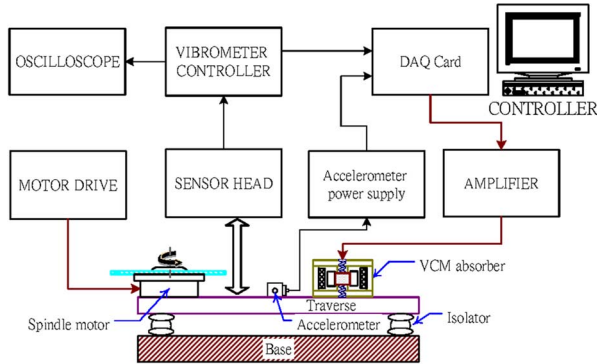 OSCILLOSCOPE
VIBROMETER
CONTROLLER
DAQ Card
CONTROLLER
MOTOR DRIVE
SENSOR HEAD
Accelerometer
power supply
AMPLIFIER
VCM absorber
Traverse
Spindle motor
Accelerometer
Isolator
Base